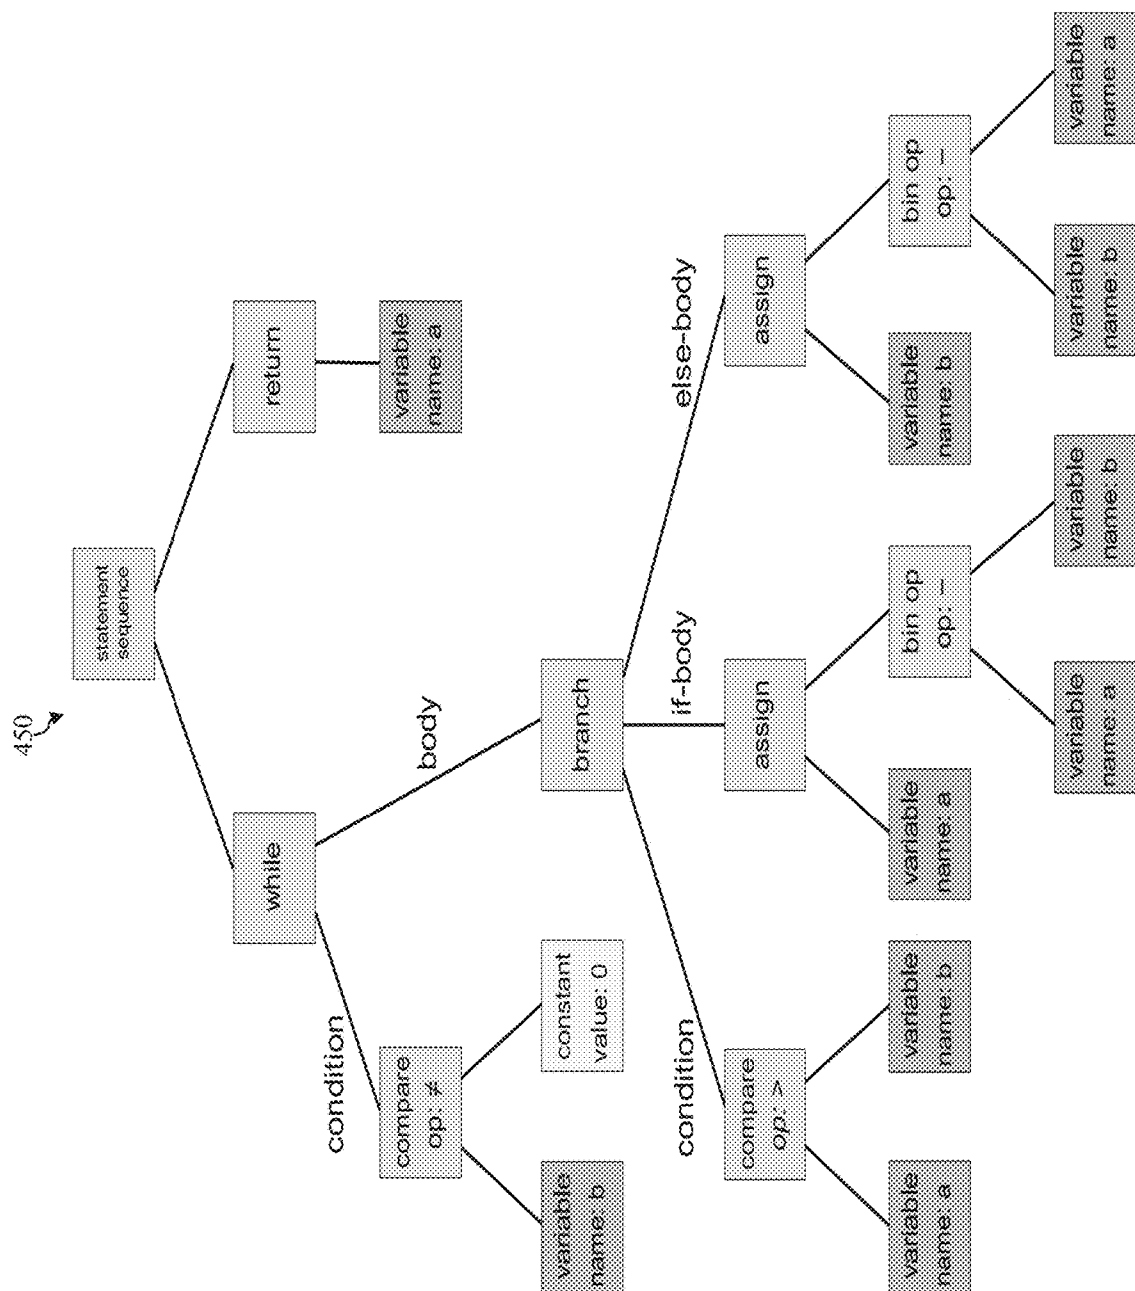 450
statement
sequence
while
return
condition
body
compare
op: ≠
variable
name: a
variable
name: b
constant
value: 0
branch
condition
if-body
else-body
compare
op: >
assign
assign
variable
name: a
variable
name: b
variable
name: a
bin op
op: –
variable
name: b
bin op
op: –
variable
name: a
variable
name: b
variable
name: b
variable
name: a